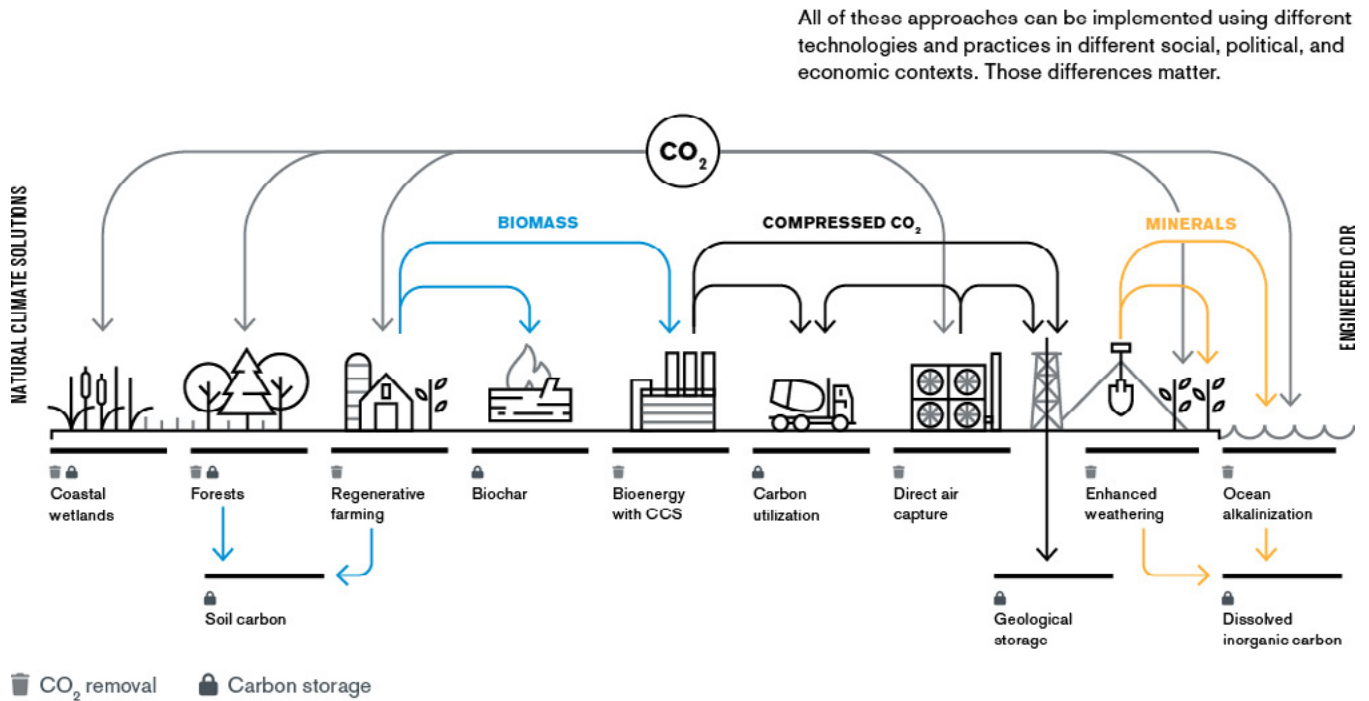 All of these approaches can be implemented using different
technologies and practices in different social, political, and
economic contexts. Those differences matter.
CO₂
NATURAL CLIMATE SOLUTIONS
BIOMASS
COMPRESSED CO₂
MINERALS
ENGINEERED CDR
Coastal
wetlands
Forests
Regenerative
farming
Biochar
Bioenergy
with CCS
Carbon
utilization
Direct air
capture
Enhanced
weathering
Ocean
alkalinization
Soil carbon
Geological
storage
Dissolved
inorganic carbon
CO₂ removal
Carbon storage